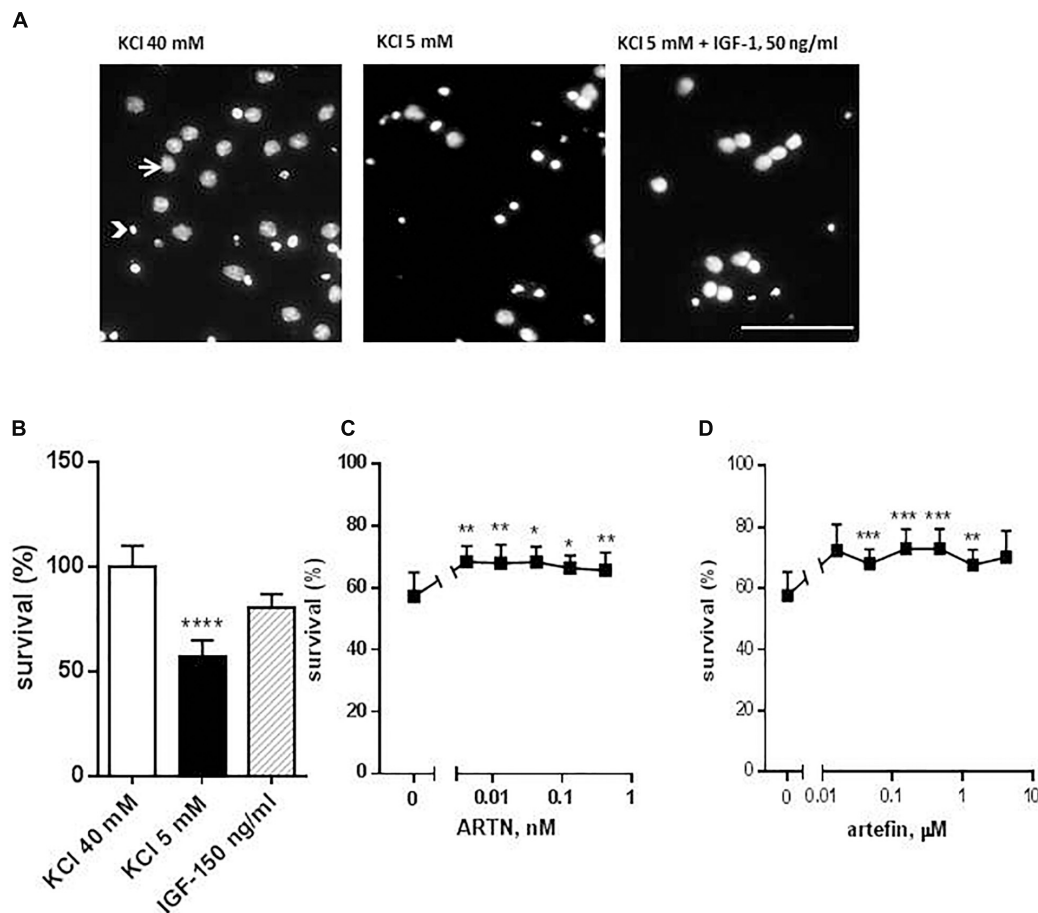 A
KCl 40 mM
KCl 5 mM
KCl 5 mM + IGF-1, 50 ng/ml
B
survival (%)
150
100
50
0
****
KCl 40 mM
KCl 5 mM
IGF-150 ng/ml
C
survival (%)
100
80
60
40
20
0
** ** * * **
0 0.01 0.1 1
ARTN, nM
D
survival (%)
100
80
60
40
20
0
*** *** *** **
0 0.01 0.1 1 10
artefin, µM